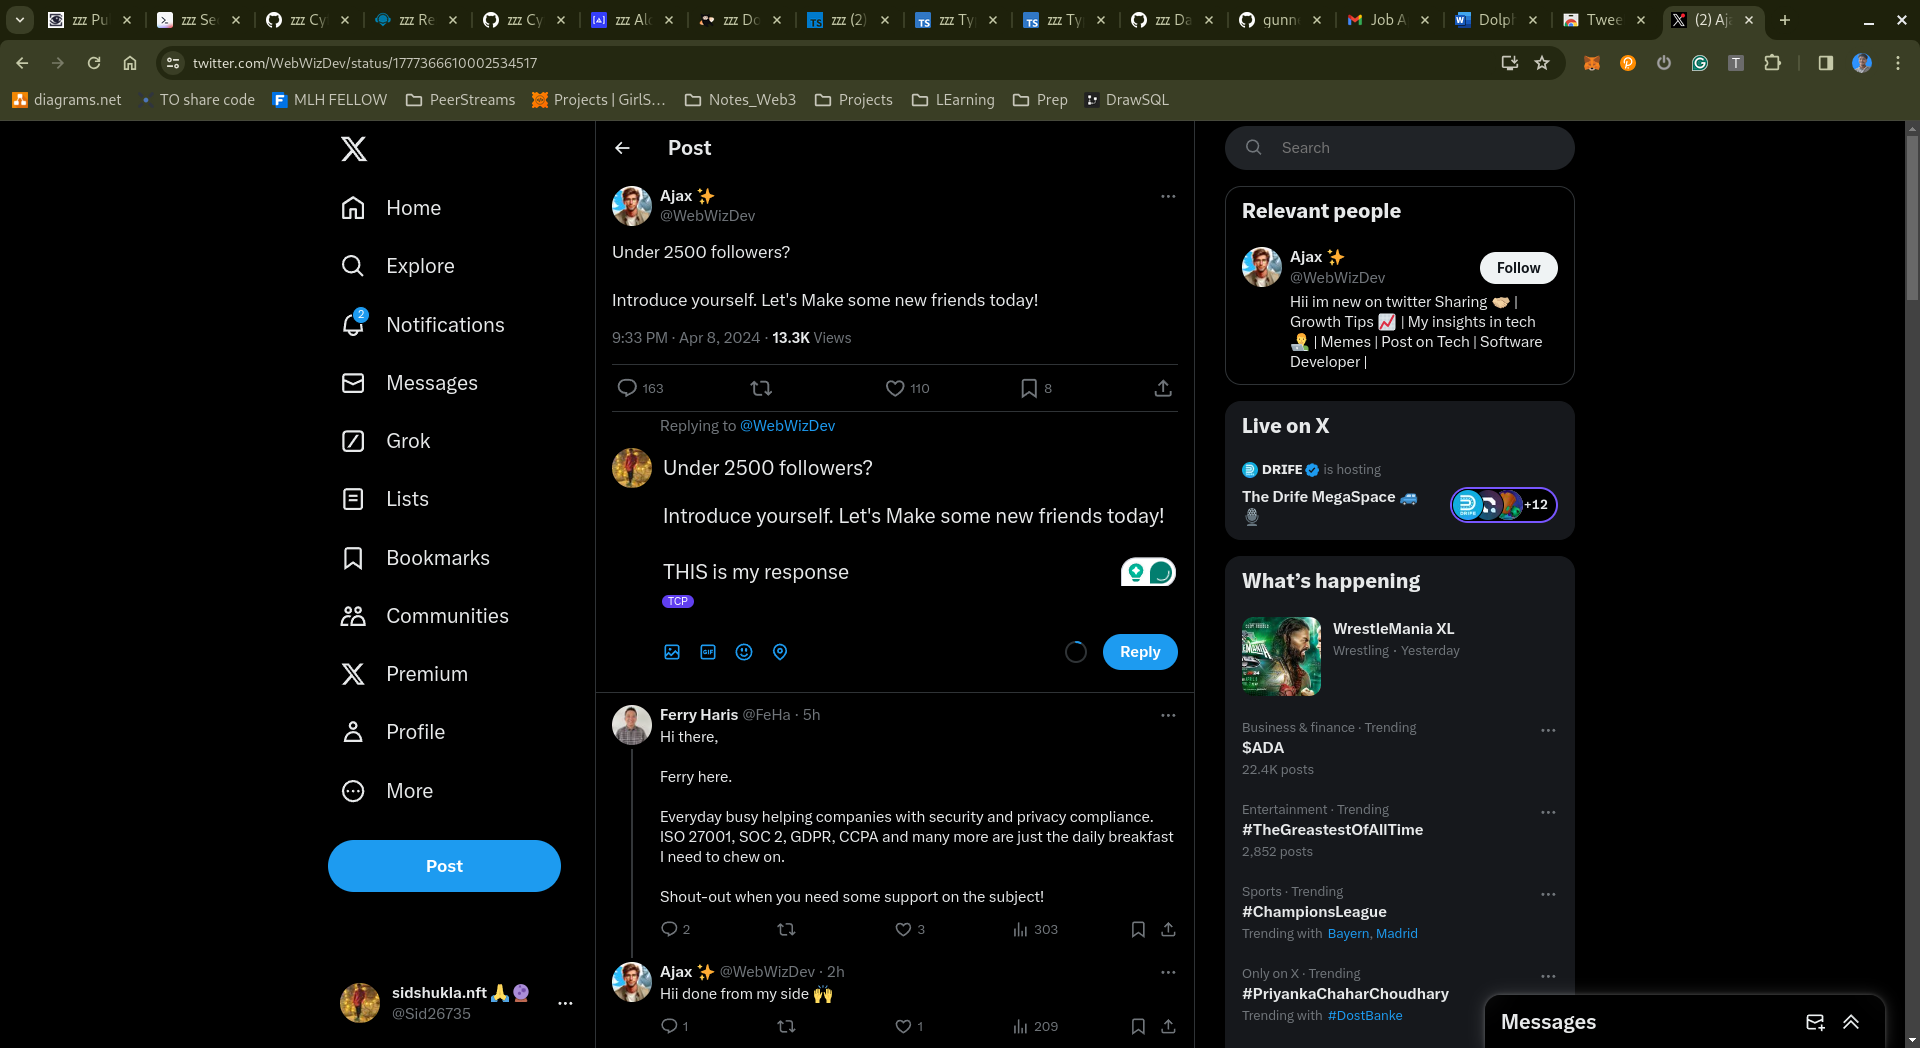 zzz Pu
zzz Se
zzz Cy
zzz Re
zzz Cy
zzz Al
zzz Do
zzz (2)
zzz Ty
zzz Ty
zzz Da
gunn
Job A
Dolph
Twee
(2) Aja
twitter.com/WebWizDev/status/1777366610002534517
diagrams.net
TO share code
MLH FELLOW
PeerStreams
Projects | GirlS...
Notes_Web3
Projects
LEarning
Prep
DrawSQL
Home
Explore
2
Notifications
Messages
Grok
Lists
Bookmarks
Communities
Premium
Profile
More
Post
sidshukla.nft 🙏🔮
@Sid26735
Post
Ajax ✨
@WebWizDev
Under 2500 followers?
Introduce yourself. Let's Make some new friends today!
9:33 PM · Apr 8, 2024 · 13.3K Views
163
110
8
Replying to @WebWizDev
Under 2500 followers?
Introduce yourself. Let's Make some new friends today!
THIS is my response
TCP
GIF
Reply
Ferry Haris @FeHa · 5h
Hi there,
Ferry here.
Everyday busy helping companies with security and privacy compliance.
ISO 27001, SOC 2, GDPR, CCPA and many more are just the daily breakfast
I need to chew on.
Shout-out when you need some support on the subject!
2
3
303
Ajax ✨ @WebWizDev · 2h
Hii done from my side 🙌
1
1
209
Search
Relevant people
Ajax ✨
@WebWizDev
Follow
Hii im new on twitter Sharing 🤝 |
Growth Tips 📈 | My insights in tech
👨‍💻 | Memes | Post on Tech | Software
Developer |
Live on X
DRIFE is hosting
The Drife MegaSpace 🚙
🎙
+12
What's happening
WrestleMania XL
Wrestling · Yesterday
Business & finance · Trending
$ADA
22.4K posts
Entertainment · Trending
#TheGreastestOfAllTime
2,852 posts
Sports · Trending
#ChampionsLeague
Trending with Bayern, Madrid
Only on X · Trending
#PriyankaChaharChoudhary
Trending with #DostBanke
Messages